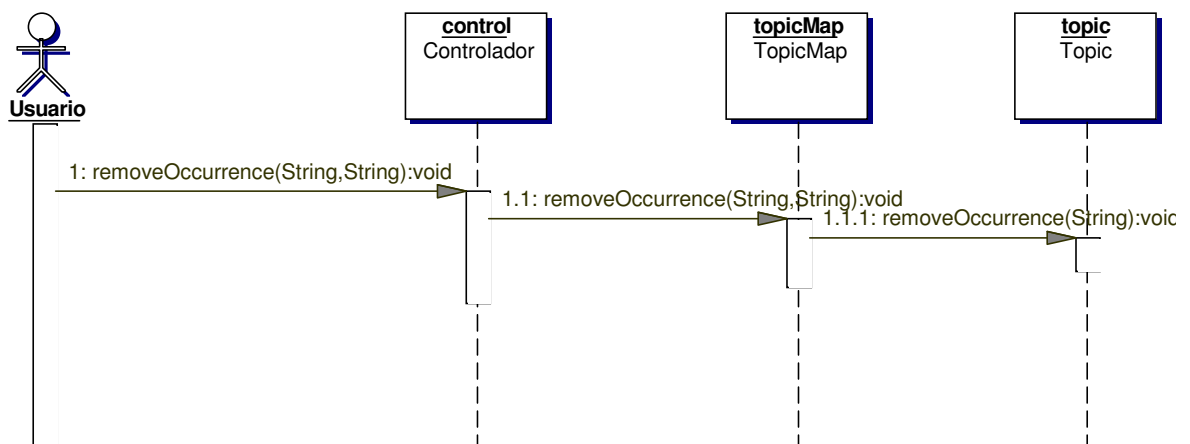 Usuario
control
Controlador
topicMap
TopicMap
topic
Topic
1: removeOccurrence(String,String):void
1.1: removeOccurrence(String,String):void
1.1.1: removeOccurrence(String):void